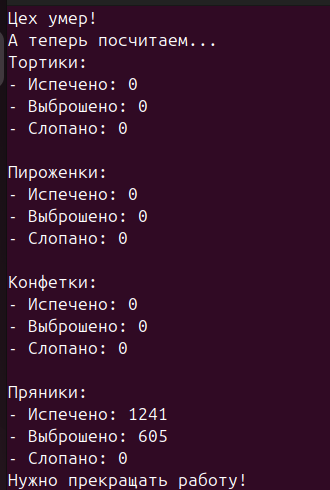 Цех умер!
А теперь посчитаем...
Тортики:
- Испечено: 0
- Выброшено: 0
- Слопано: 0
Пироженки:
- Испечено: 0
- Выброшено: 0
- Слопано: 0
Конфетки:
- Испечено: 0
- Выброшено: 0
- Слопано: 0
Пряники:
- Испечено: 1241
- Выброшено: 605
- Слопано: 0
Нужно прекращать работу!